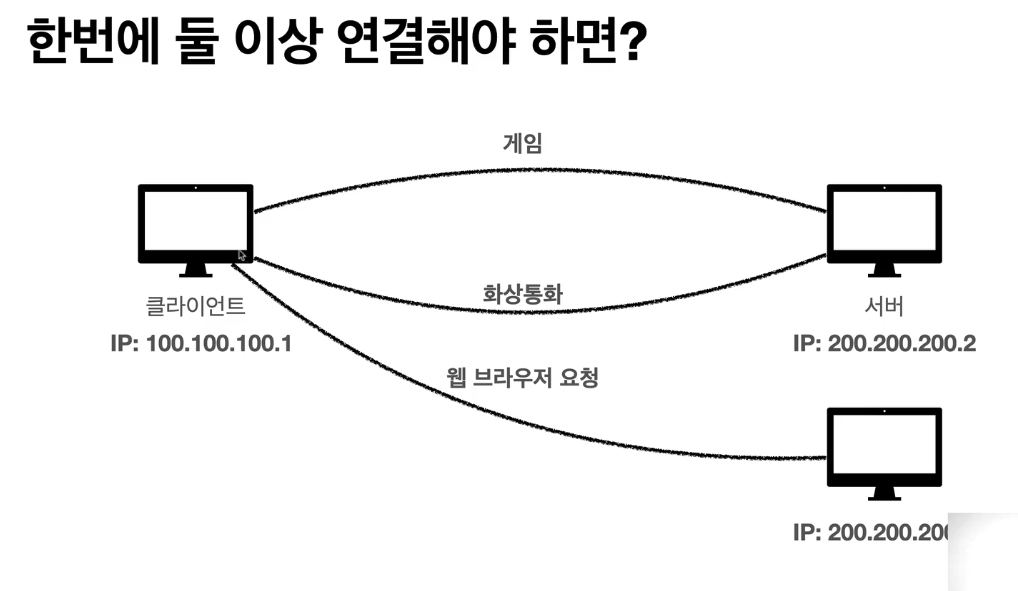 한번에 둘 이상 연결해야 하면?
게임
화상통화
클라이언트
서버
IP: 100.100.100.1
IP: 200.200.200.2
웹 브라우저 요청
IP: 200.200.200